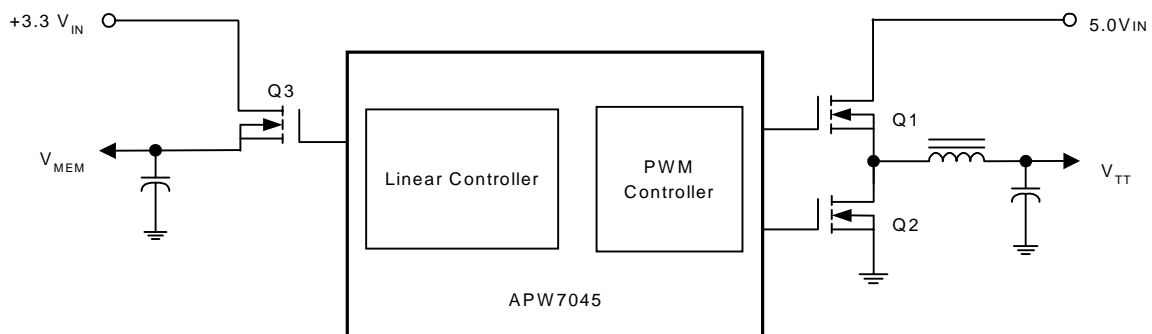 +3.3 VIN
5.0VIN
Q3
Q1
Linear Controller
PWM
Controller
VMEM
VTT
Q2
APW7045